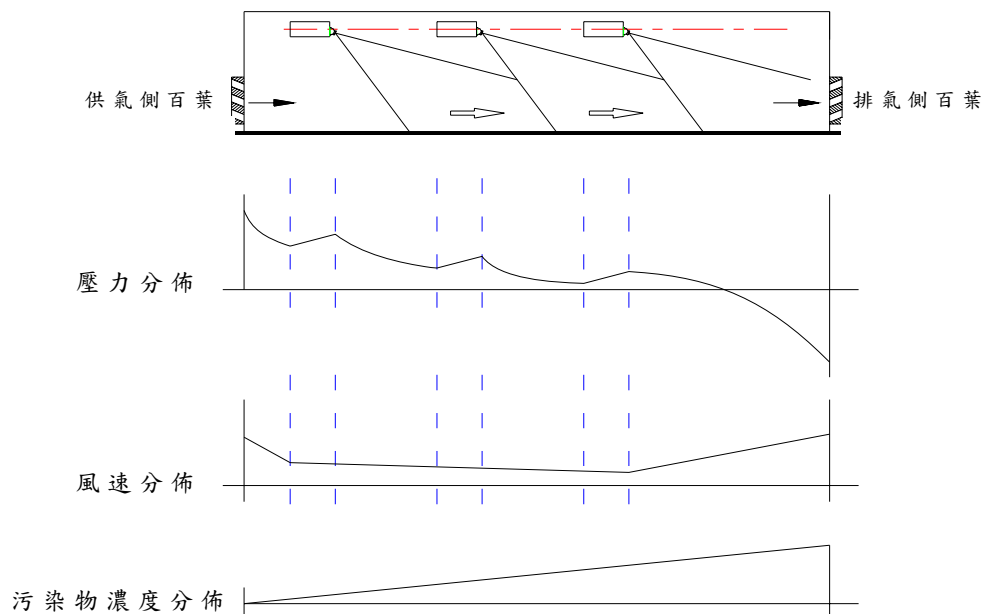 供氣側百葉
排氣側百葉
壓力分佈
風速分佈
污染物濃度分佈